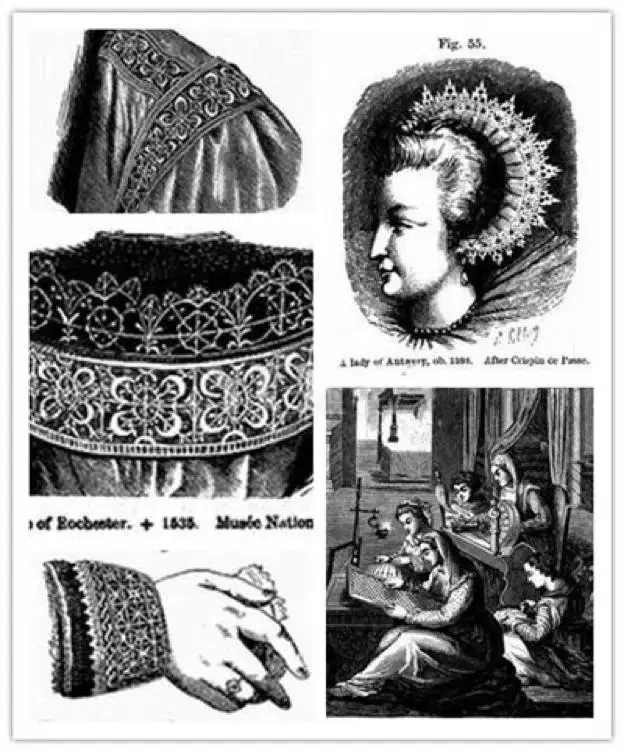 Fig. 55.
A lady of Antwerp, ob. 1598. After Crispin de Passe.
of Rochester. + 1535. Musée Nation